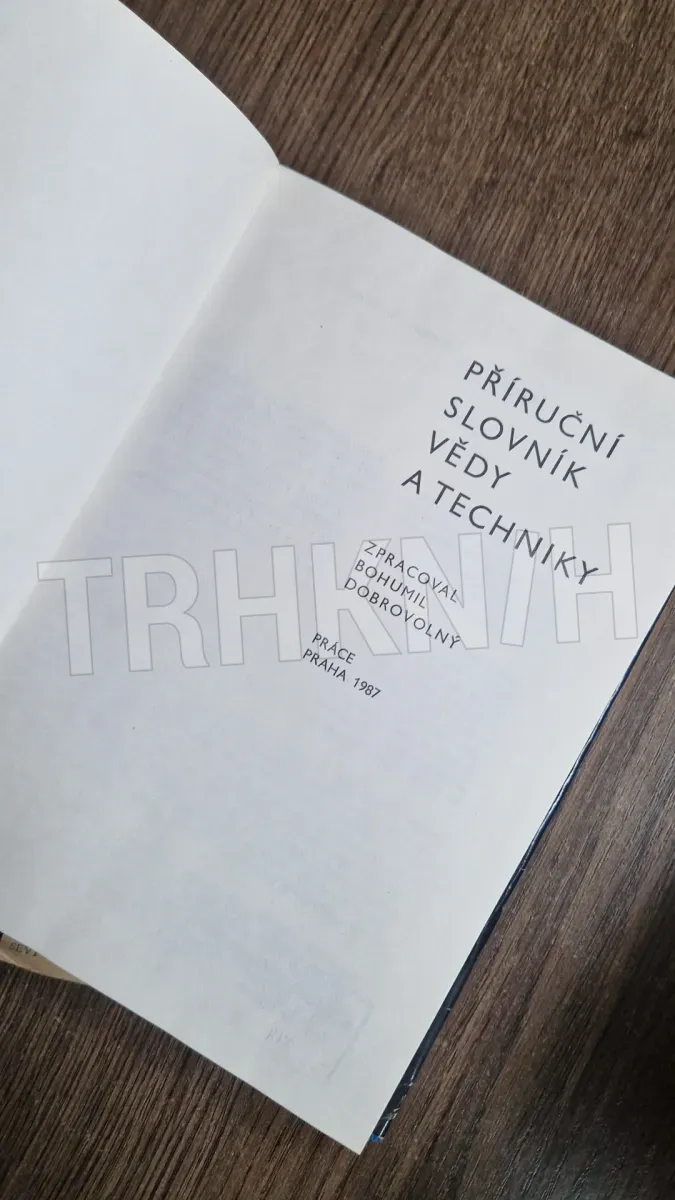 PŘÍRUČNÍ
SLOVNÍK
VĚDY
A TECHNIKY
ZPRACOVAL
BOHUMIL
DOBROVOLNÝ
PRÁCE
PRAHA 1987
TRHKNIH